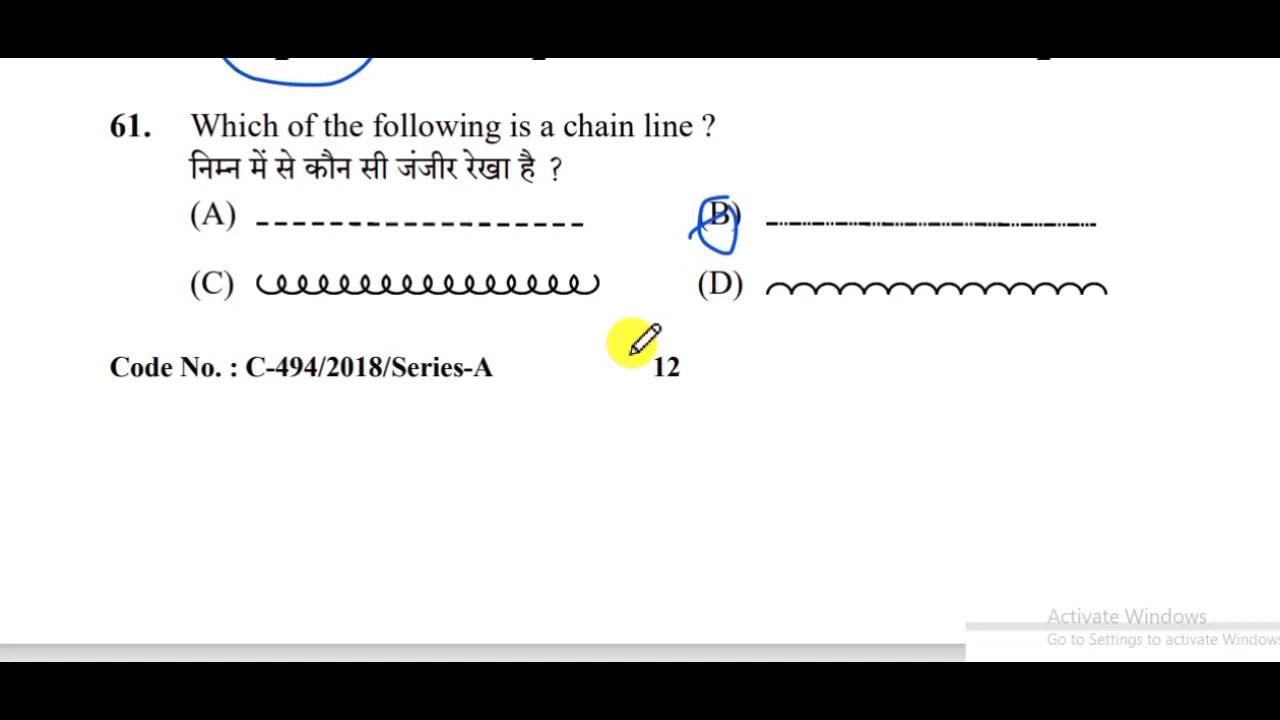 61. Which of the following is a chain line ?
निम्न में से कौन सी जंजीर रेखा है ?
(A) (B)
(C) (D)
Code No. : C-494/2018/Series-A 12
Activate Windows
Go to Settings to activate Windows